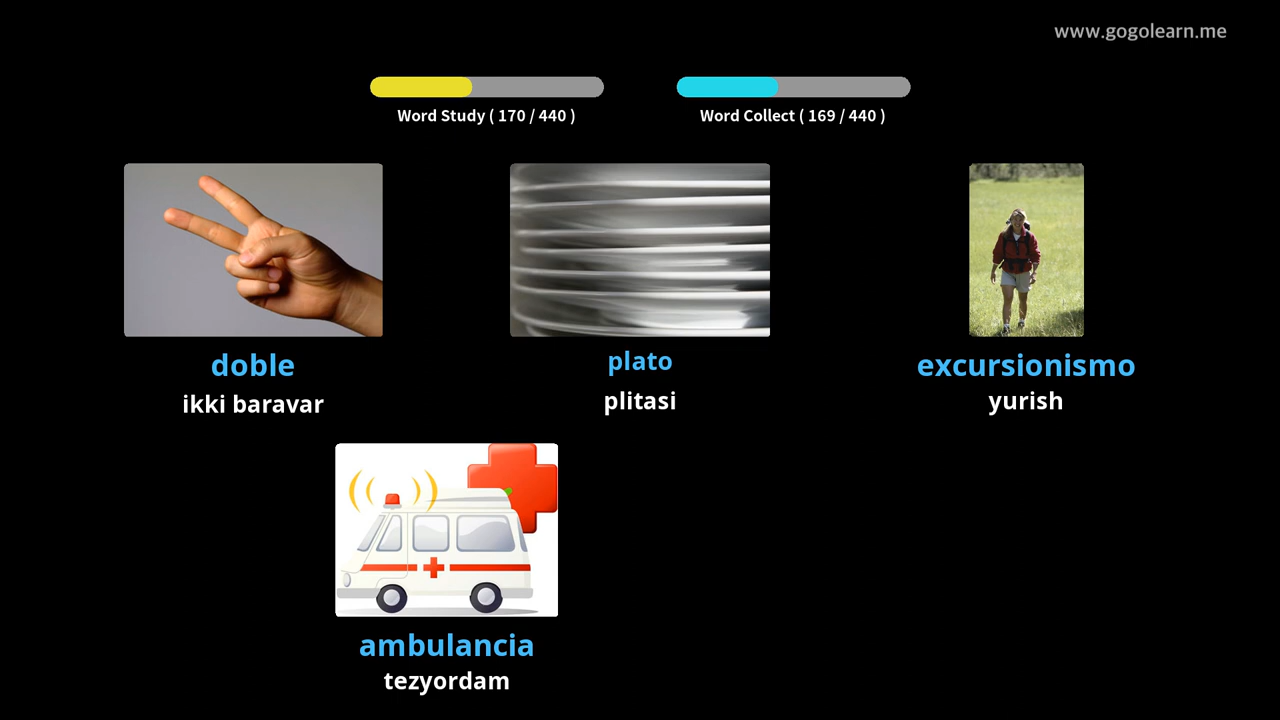 www.gogolearn.me
Word Study ( 170 / 440 )
Word Collect ( 169 / 440 )
doble
ikki baravar
plato
plitasi
excursionismo
yurish
ambulancia
tezyordam